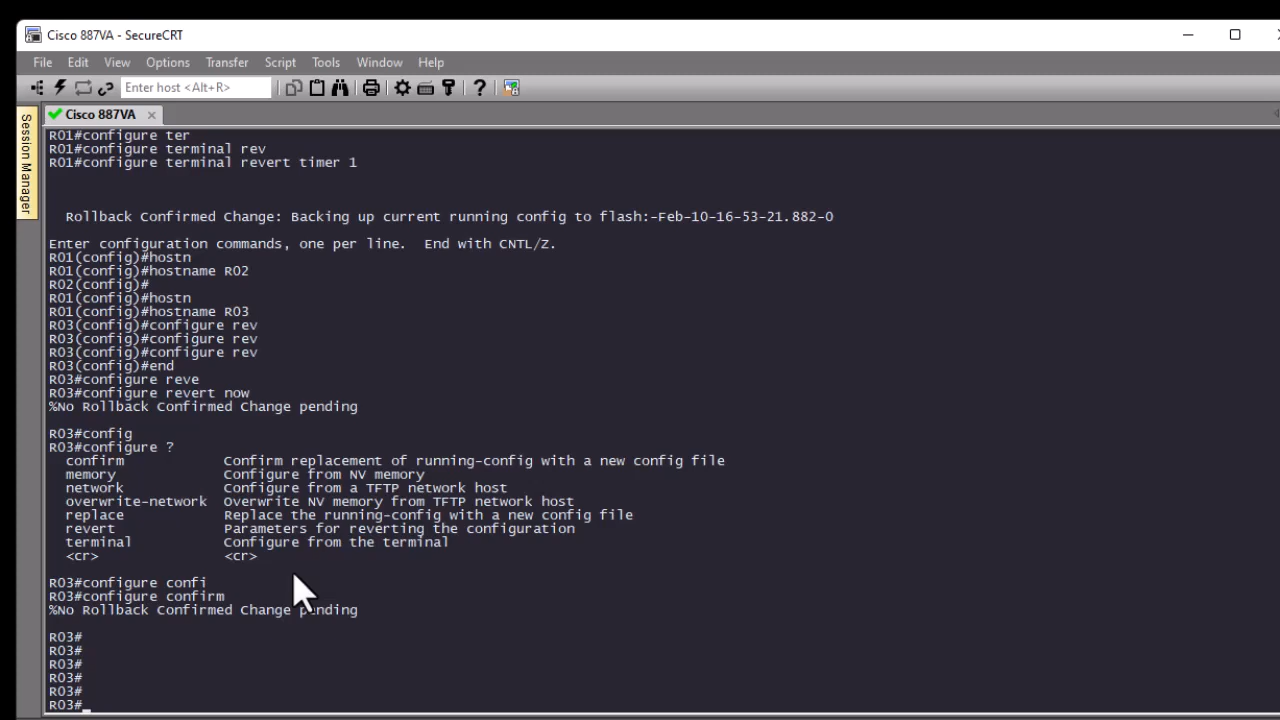 Cisco 887VA - SecureCRT
File Edit View Options Transfer Script Tools Window Help
Enter host <Alt+R>
Cisco 887VA
Session Manager
R01#configure ter
R01#configure terminal rev
R01#configure terminal revert timer 1
Rollback Confirmed Change: Backing up current running config to flash:-Feb-10-16-53-21.882-0
Enter configuration commands, one per line.  End with CNTL/Z.
R01(config)#hostn
R01(config)#hostname R02
R02(config)#
R01(config)#hostn
R01(config)#hostname R03
R03(config)#configure rev
R03(config)#configure rev
R03(config)#configure rev
R03(config)#end
R03#configure reve
R03#configure revert now
%No Rollback Confirmed Change pending
R03#config
R03#configure ?
confirm Confirm replacement of running-config with a new config file
memory Configure from NV memory
network Configure from a TFTP network host
overwrite-network Overwrite NV memory from TFTP network host
replace Replace the running-config with a new config file
revert Parameters for reverting the configuration
terminal Configure from the terminal
<cr> <cr>
R03#configure confi
R03#configure confirm
%No Rollback Confirmed Change pending
R03#
R03#
R03#
R03#
R03#
R03#